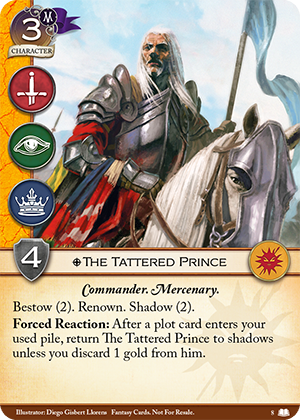 3
CHARACTER
4
The Tattered Prince
Commander. Mercenary.
Bestow (2). Renown. Shadow (2).
Forced Reaction: After a plot card enters your
used pile, return The Tattered Prince to shadows
unless you discard 1 gold from him.
Illustrator: Diego Gisbert Llorens Fantasy Cards. Not For Resale. 8